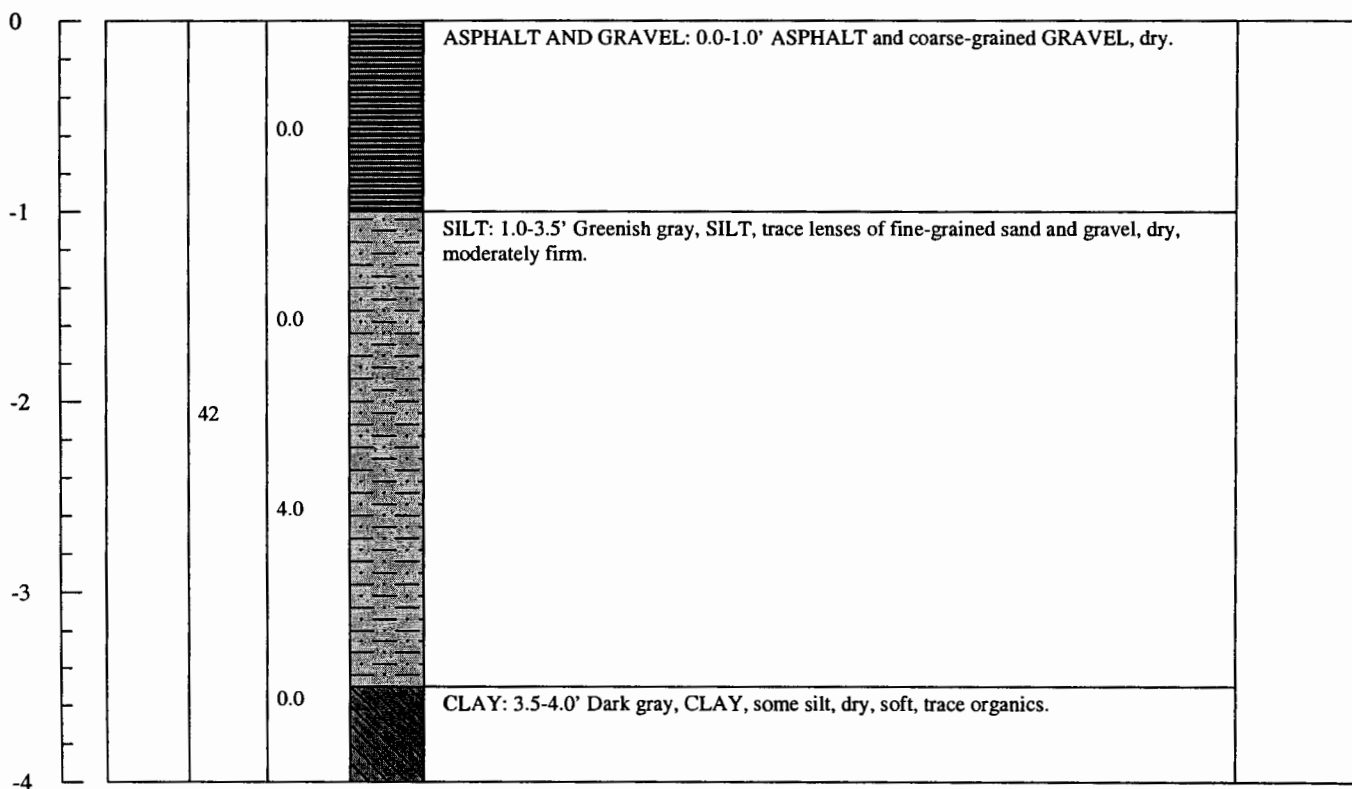 0
ASPHALT AND GRAVEL: 0.0-1.0' ASPHALT and coarse-grained GRAVEL, dry.
0.0
-1
SILT: 1.0-3.5' Greenish gray, SILT, trace lenses of fine-grained sand and gravel, dry,
moderately firm.
0.0
-2
42
4.0
-3
0.0
CLAY: 3.5-4.0' Dark gray, CLAY, some silt, dry, soft, trace organics.
-4